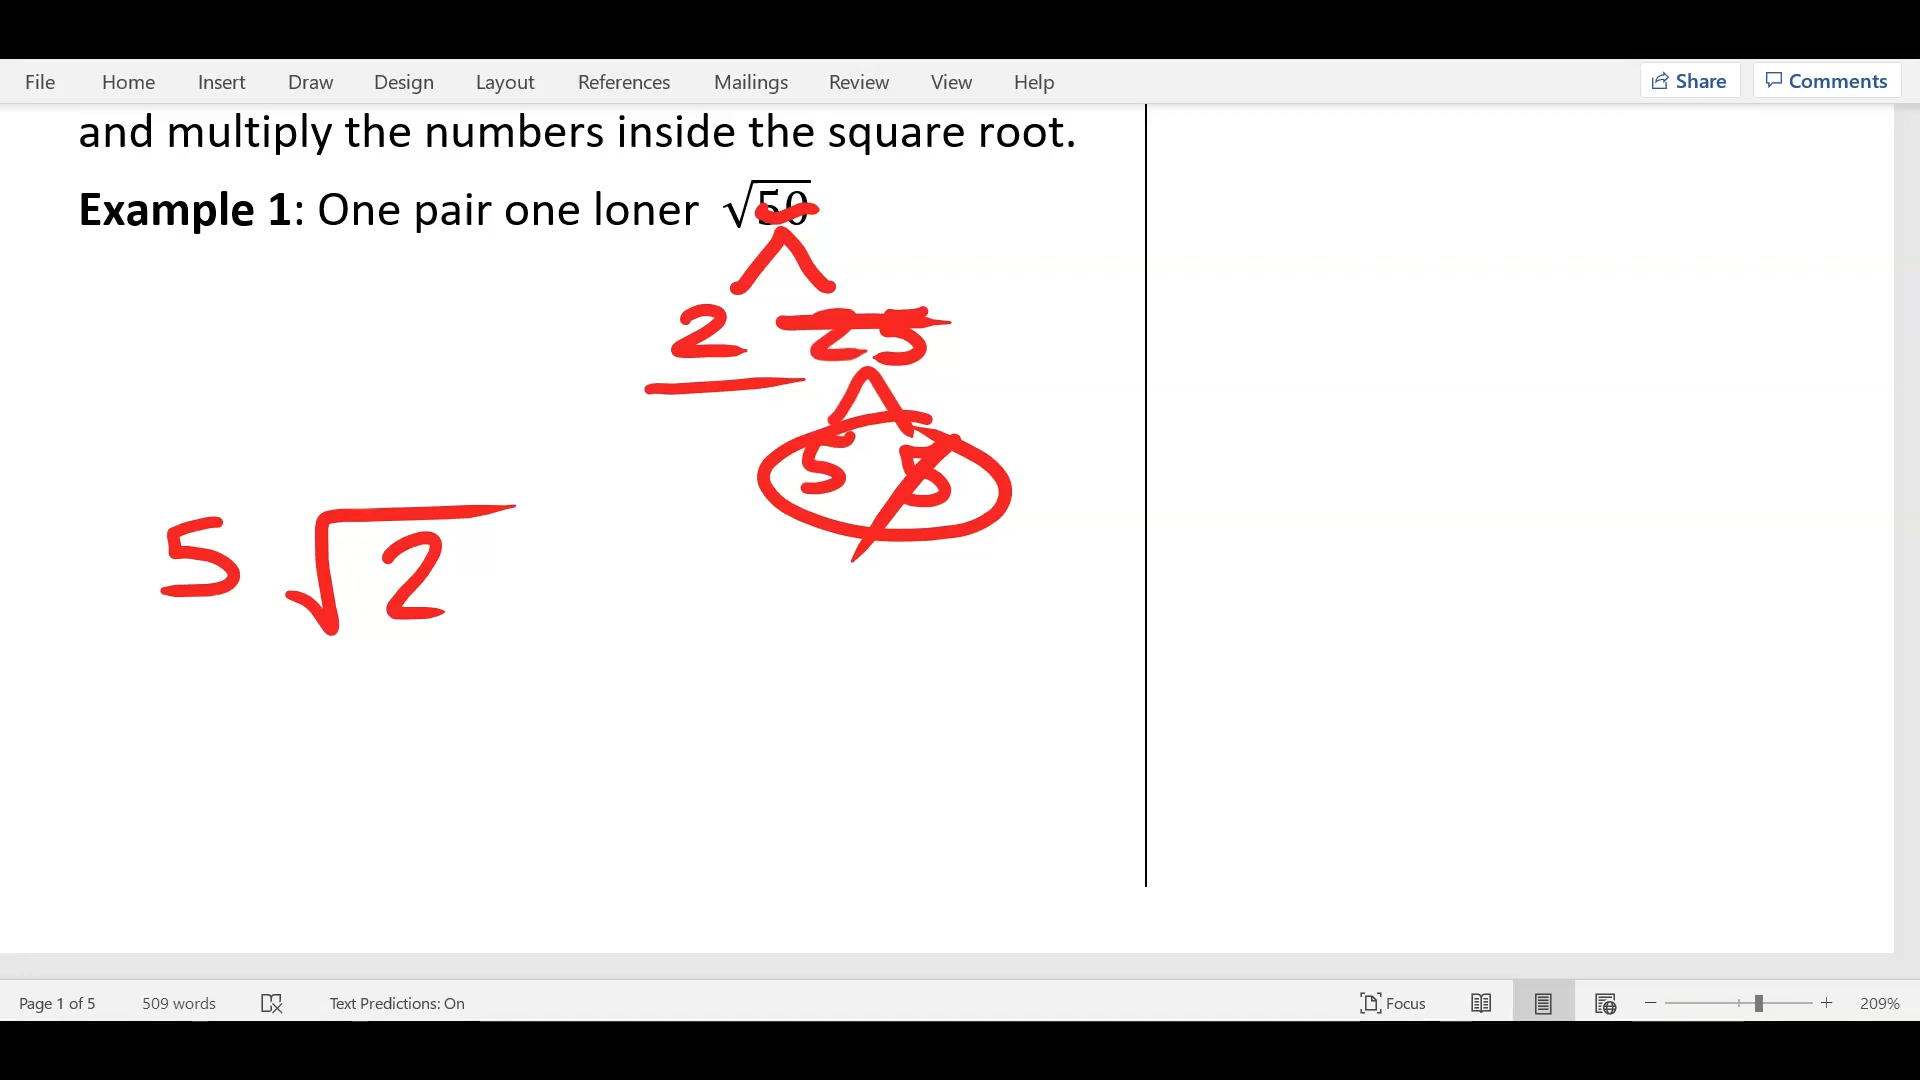 File Home Insert Draw Design Layout References Mailings Review View Help Share Comments
and multiply the numbers inside the square root.
Example 1: One pair one loner √50
2 25
5 5
5 √2
Page 1 of 5 509 words Text Predictions: On Focus 209%